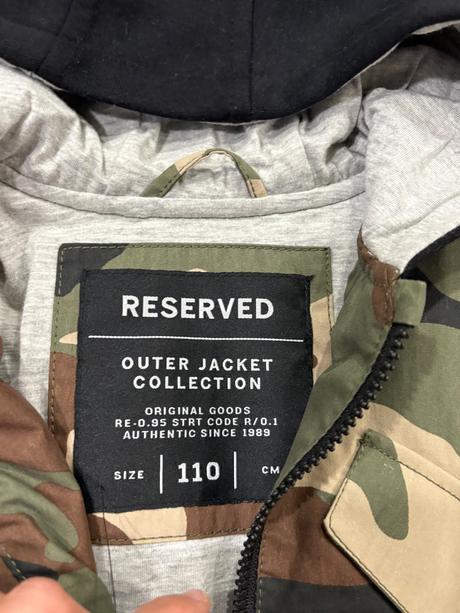 RESERVED
OUTER JACKET
COLLECTION
ORIGINAL GOODS
RE-0.95 STRT CODE R/0.1
AUTHENTIC SINCE 1989
SIZE | 110 | CM